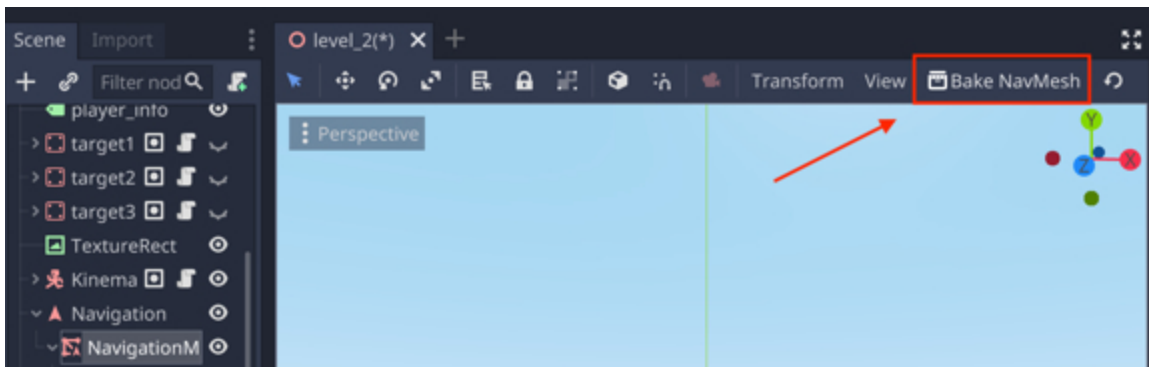 Scene Import
level_2(*)
Filter nod
Transform View Bake NavMesh
player_info
Perspective
target1
target2
target3
TextureRect
Kinema
Navigation
NavigationM
Y
X
Z